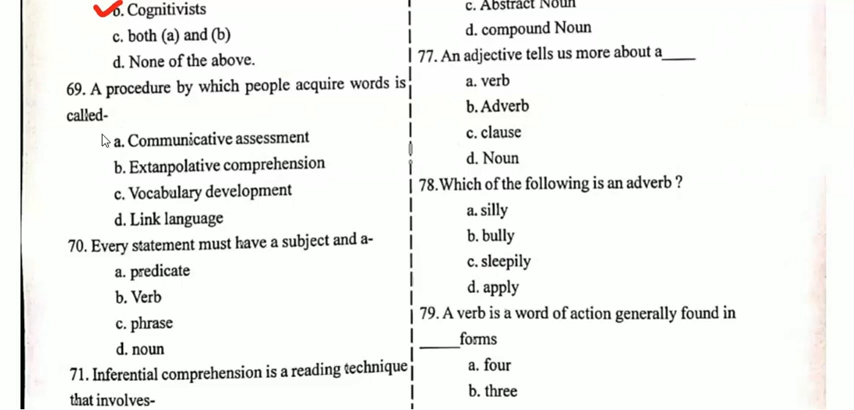 b. Cognitivists
c. both (a) and (b)
d. None of the above.
69. A procedure by which people acquire words is
called-
a. Communicative assessment
b. Extanpolative comprehension
c. Vocabulary development
d. Link language
70. Every statement must have a subject and a-
a. predicate
b. Verb
c. phrase
d. noun
71. Inferential comprehension is a reading technique
that involves-
c. Abstract Noun
d. compound Noun
77. An adjective tells us more about a____
a. verb
b. Adverb
c. clause
d. Noun
78.Which of the following is an adverb ?
a. silly
b. bully
c. sleepily
d. apply
79. A verb is a word of action generally found in
_____forms
a. four
b. three